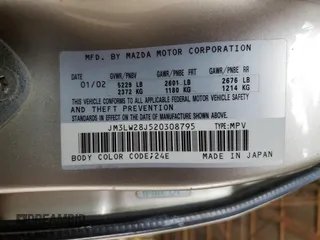 MFD. BY MAZDA MOTOR CORPORATION
01/02 GVWR/PNBV GAWR/PNBE FRT GAWR/PNBE RR
5229 LB 2601 LB 2676 LB
2372 KG 1180 KG 1214 KG
THIS VEHICLE CONFORMS TO ALL APPLICABLE FEDERAL MOTOR VEHICLE SAFETY
AND THEFT PREVENTION
STANDARDS IN EFFECT ON THE DATE OF MANUFACTURE SHOWN ABOVE.
JM3LW28J520308795 TYPE:MPV
BODY COLOR CODE;24E MADE IN JAPAN